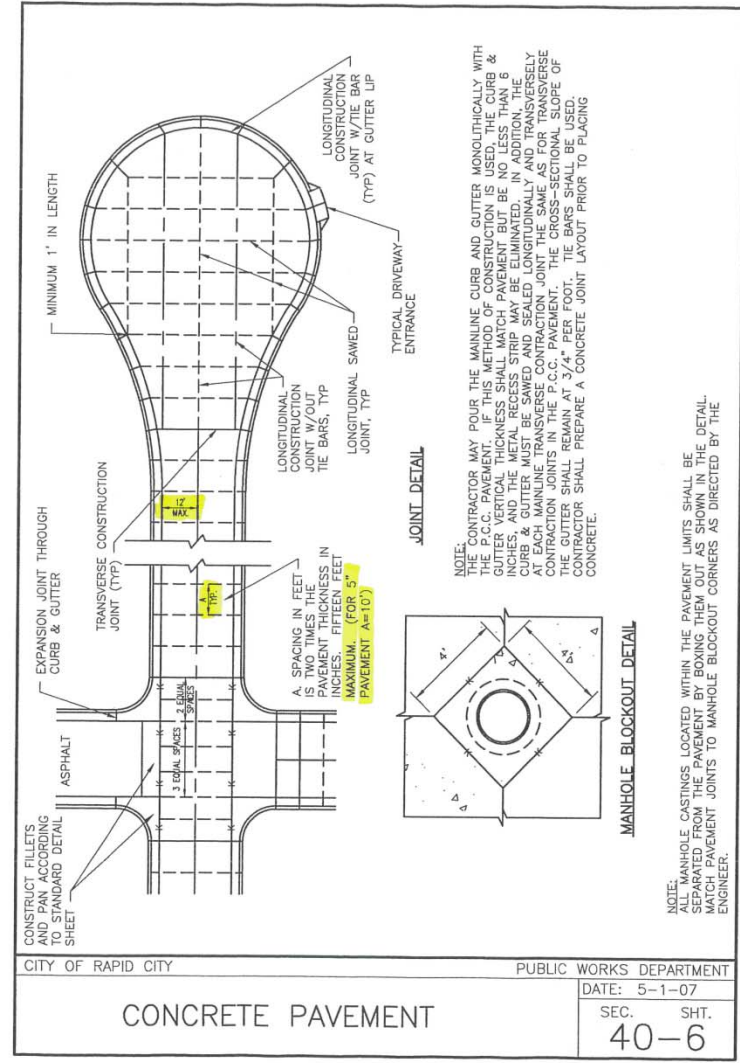 CONSTRUCT FILLETS
AND PAN ACCORDING
TO STANDARD DETAIL
SHEET
ASPHALT
EXPANSION JOINT THROUGH
CURB & GUTTER
TRANSVERSE CONSTRUCTION
JOINT (TYP)
MINIMUM 1' IN LENGTH
3 EQUAL SPACES
2 EQUAL
SPACES
A
TYP.
12'
MAX.
A. SPACING IN FEET
IS TWO TIMES THE
PAVEMENT THICKNESS IN
INCHES. FIFTEEN FEET
MAXIMUM. (FOR 5"
PAVEMENT A=10')
LONGITUDINAL
CONSTRUCTION
JOINT W/OUT
TIE BARS, TYP
LONGITUDINAL SAWED
JOINT, TYP
TYPICAL DRIVEWAY
ENTRANCE
LONGITUDINAL
CONSTRUCTION
JOINT W/TIE BAR
(TYP) AT GUTTER LIP
JOINT DETAIL
NOTE:
THE CONTRACTOR MAY POUR THE MAINLINE CURB AND GUTTER MONOLITHICALLY WITH
THE P.C.C. PAVEMENT. IF THIS METHOD OF CONSTRUCTION IS USED, THE CURB &
GUTTER VERTICAL THICKNESS SHALL MATCH PAVEMENT BUT BE NO LESS THAN 6
INCHES, AND THE METAL RECESS STRIP MAY BE ELIMINATED. IN ADDITION, THE
CURB & GUTTER MUST BE SAWED AND SEALED LONGITUDINALLY AND TRANSVERSELY
AT EACH MAINLINE TRANSVERSE CONTRACTION JOINT THE SAME AS FOR TRANSVERSE
CONTRACTION JOINTS IN THE P.C.C. PAVEMENT. THE CROSS-SECTIONAL SLOPE OF
THE GUTTER SHALL REMAIN AT 3/4" PER FOOT. TIE BARS SHALL BE USED.
CONTRACTOR SHALL PREPARE A CONCRETE JOINT LAYOUT PRIOR TO PLACING
CONCRETE.
4'
4'
MANHOLE BLOCKOUT DETAIL
NOTE:
ALL MANHOLE CASTINGS LOCATED WITHIN THE PAVEMENT LIMITS SHALL BE
SEPARATED FROM THE PAVEMENT BY BOXING THEM OUT AS SHOWN IN THE DETAIL.
MATCH PAVEMENT JOINTS TO MANHOLE BLOCKOUT CORNERS AS DIRECTED BY THE
ENGINEER.
CITY OF RAPID CITY
PUBLIC WORKS DEPARTMENT
CONCRETE PAVEMENT
DATE: 5-1-07
SEC. SHT.
40-6